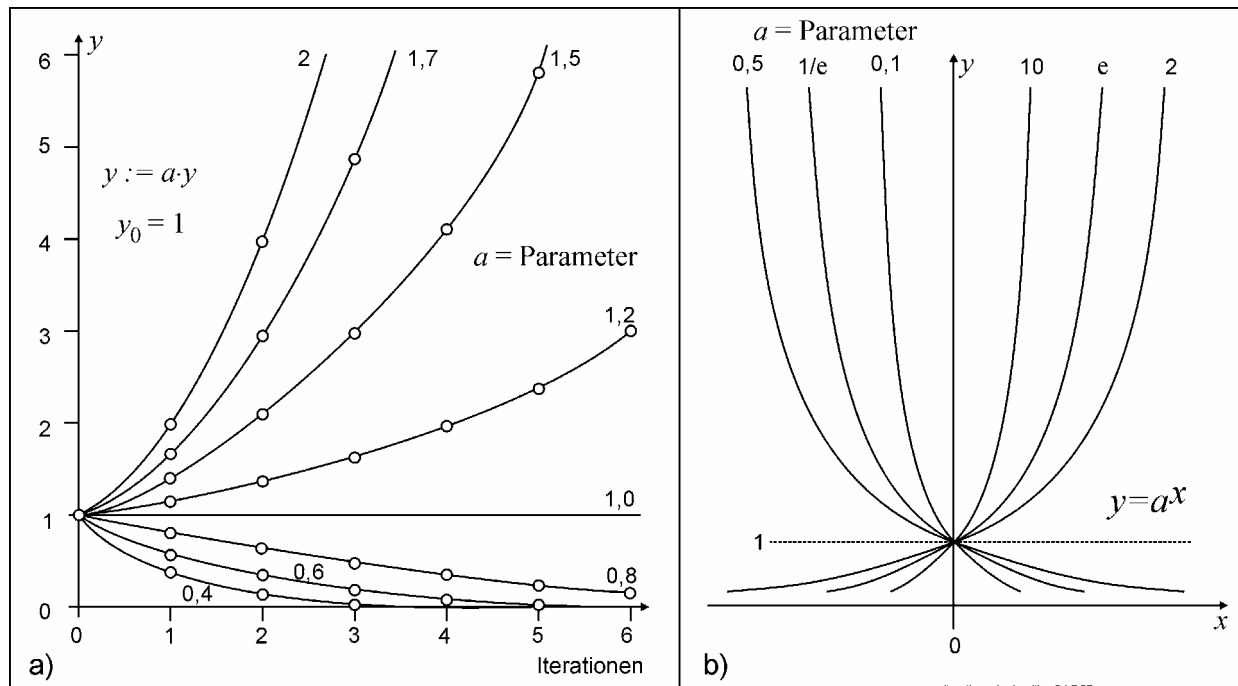 y
6
5
4
3
2
1
0
0 1 2 3 4 5 6
Iterationen
2
1,7
1,5
y := a·y
y₀ = 1
a = Parameter
1,2
1,0
0,8
0,6
0,4
a)
a = Parameter
0,5 1/e 0,1 y 10 e 2
y=aˣ
1
x
0
b)